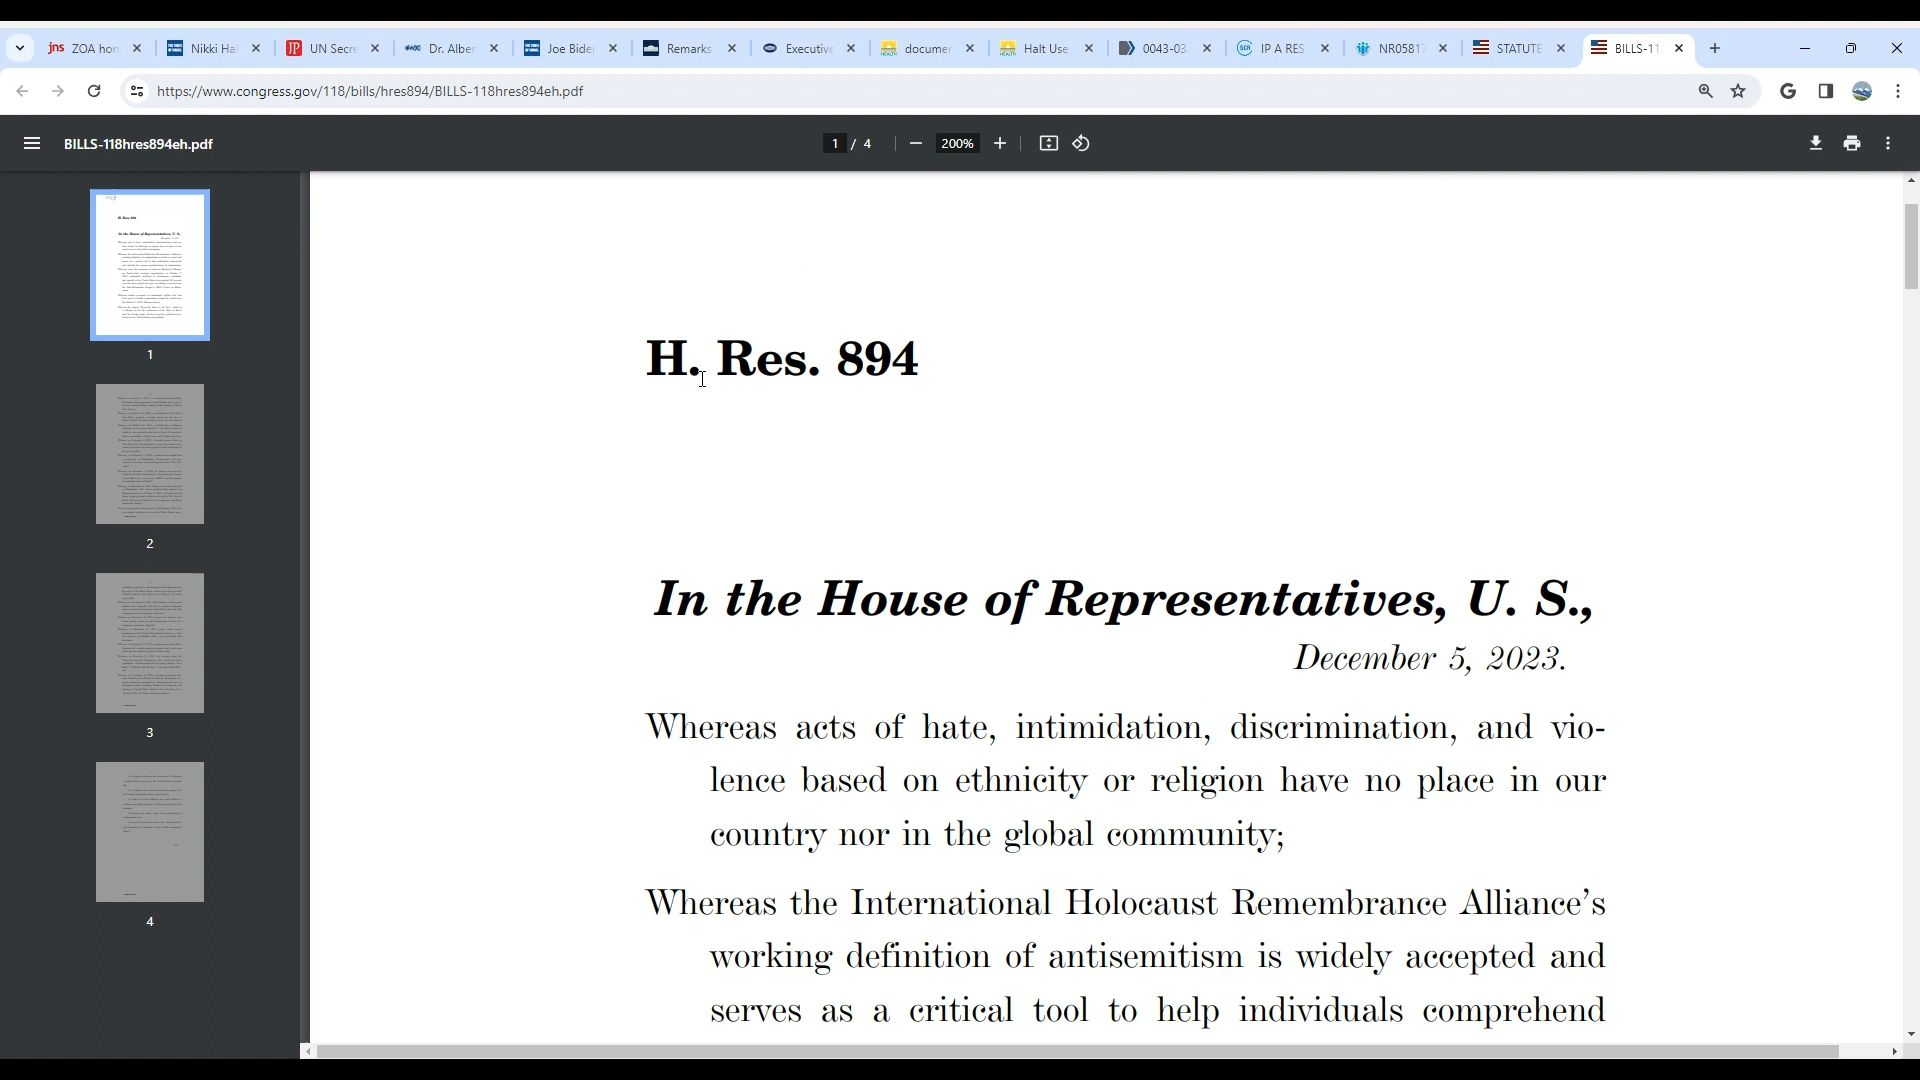 jns ZOA hon
Nikki Ha
JP UN Secre
Dr. Alber
Joe Bide
Remarks
Executive
documer
Halt Use
0043-03
IP A RES
NR0581
STATUTE
BILLS-11
https://www.congress.gov/118/bills/hres894/BILLS-118hres894eh.pdf
BILLS-118hres894eh.pdf
1 / 4
200%
H. Res. 894
In the House of Representatives, U. S.,
December 5, 2023.
Whereas acts of hate, intimidation, discrimination, and vio-
lence based on ethnicity or religion have no place in our
country nor in the global community;
Whereas the International Holocaust Remembrance Alliance's
working definition of antisemitism is widely accepted and
serves as a critical tool to help individuals comprehend
1
2
3
4